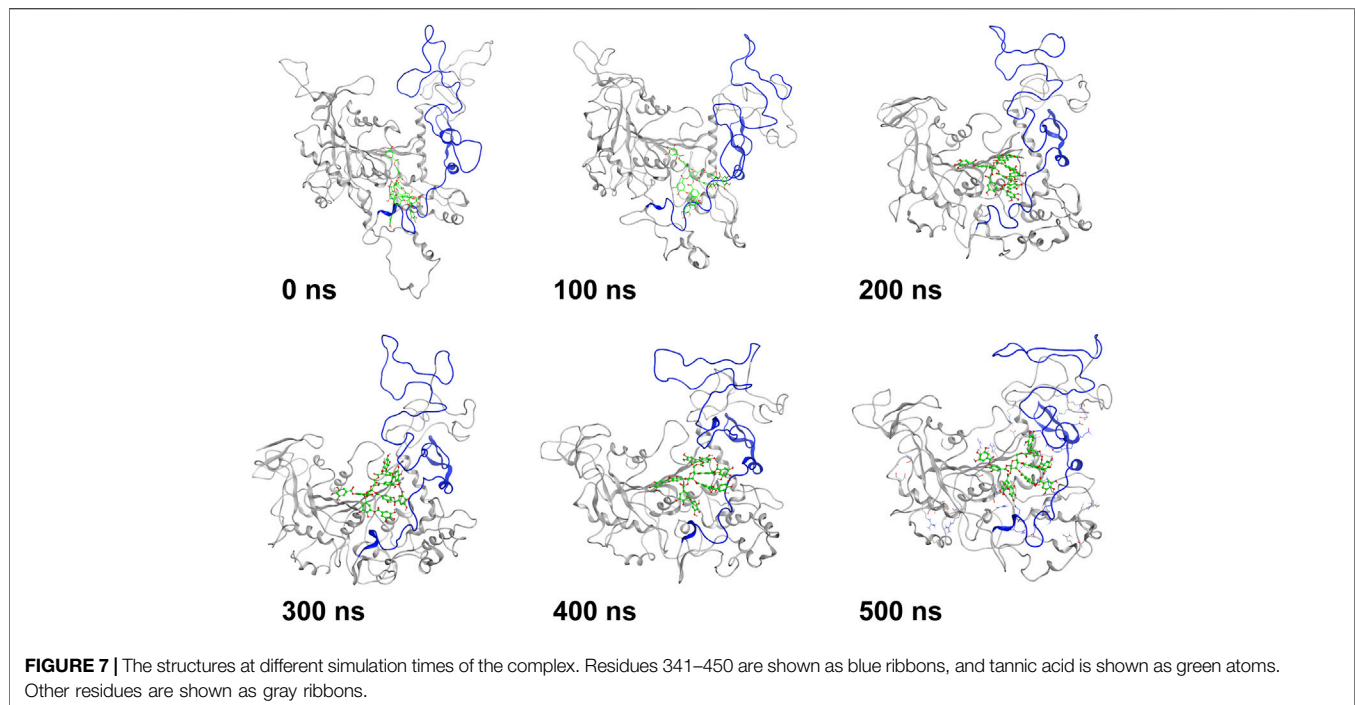 0 ns
100 ns
200 ns
300 ns
400 ns
500 ns
FIGURE 7 | The structures at different simulation times of the complex. Residues 341–450 are shown as blue ribbons, and tannic acid is shown as green atoms.
Other residues are shown as gray ribbons.